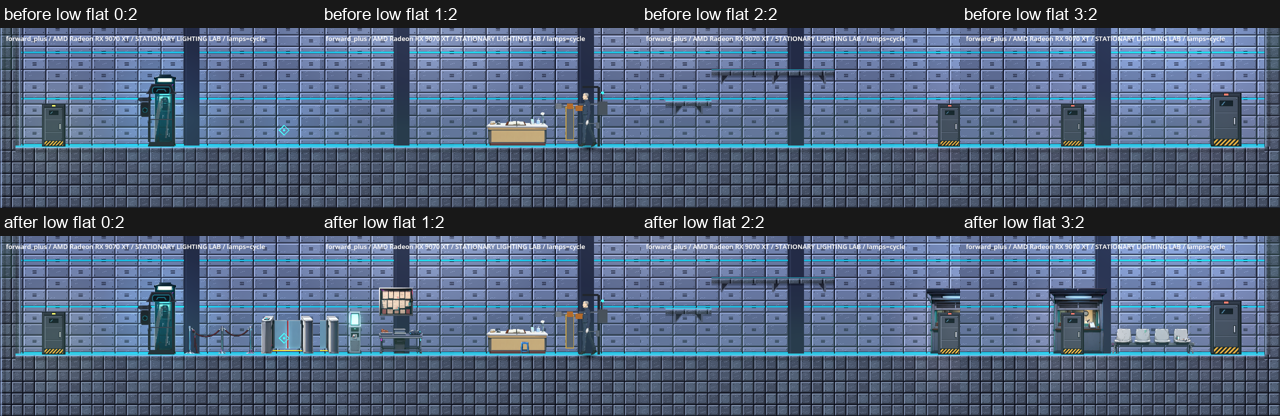 before low flat 0:2
before low flat 1:2
before low flat 2:2
before low flat 3:2
forward_plus / AMD Radeon RX 9070 XT / STATIONARY LIGHTING LAB / lamps=cycle
forward_plus / AMD Radeon RX 9070 XT / STATIONARY LIGHTING LAB / lamps=cycle
forward_plus / AMD Radeon RX 9070 XT / STATIONARY LIGHTING LAB / lamps=cycle
forward_plus / AMD Radeon RX 9070 XT / STATIONARY LIGHTING LAB / lamps=cycle
after low flat 0:2
after low flat 1:2
after low flat 2:2
after low flat 3:2
forward_plus / AMD Radeon RX 9070 XT / STATIONARY LIGHTING LAB / lamps=cycle
forward_plus / AMD Radeon RX 9070 XT / STATIONARY LIGHTING LAB / lamps=cycle
forward_plus / AMD Radeon RX 9070 XT / STATIONARY LIGHTING LAB / lamps=cycle
forward_plus / AMD Radeon RX 9070 XT / STATIONARY LIGHTING LAB / lamps=cycle